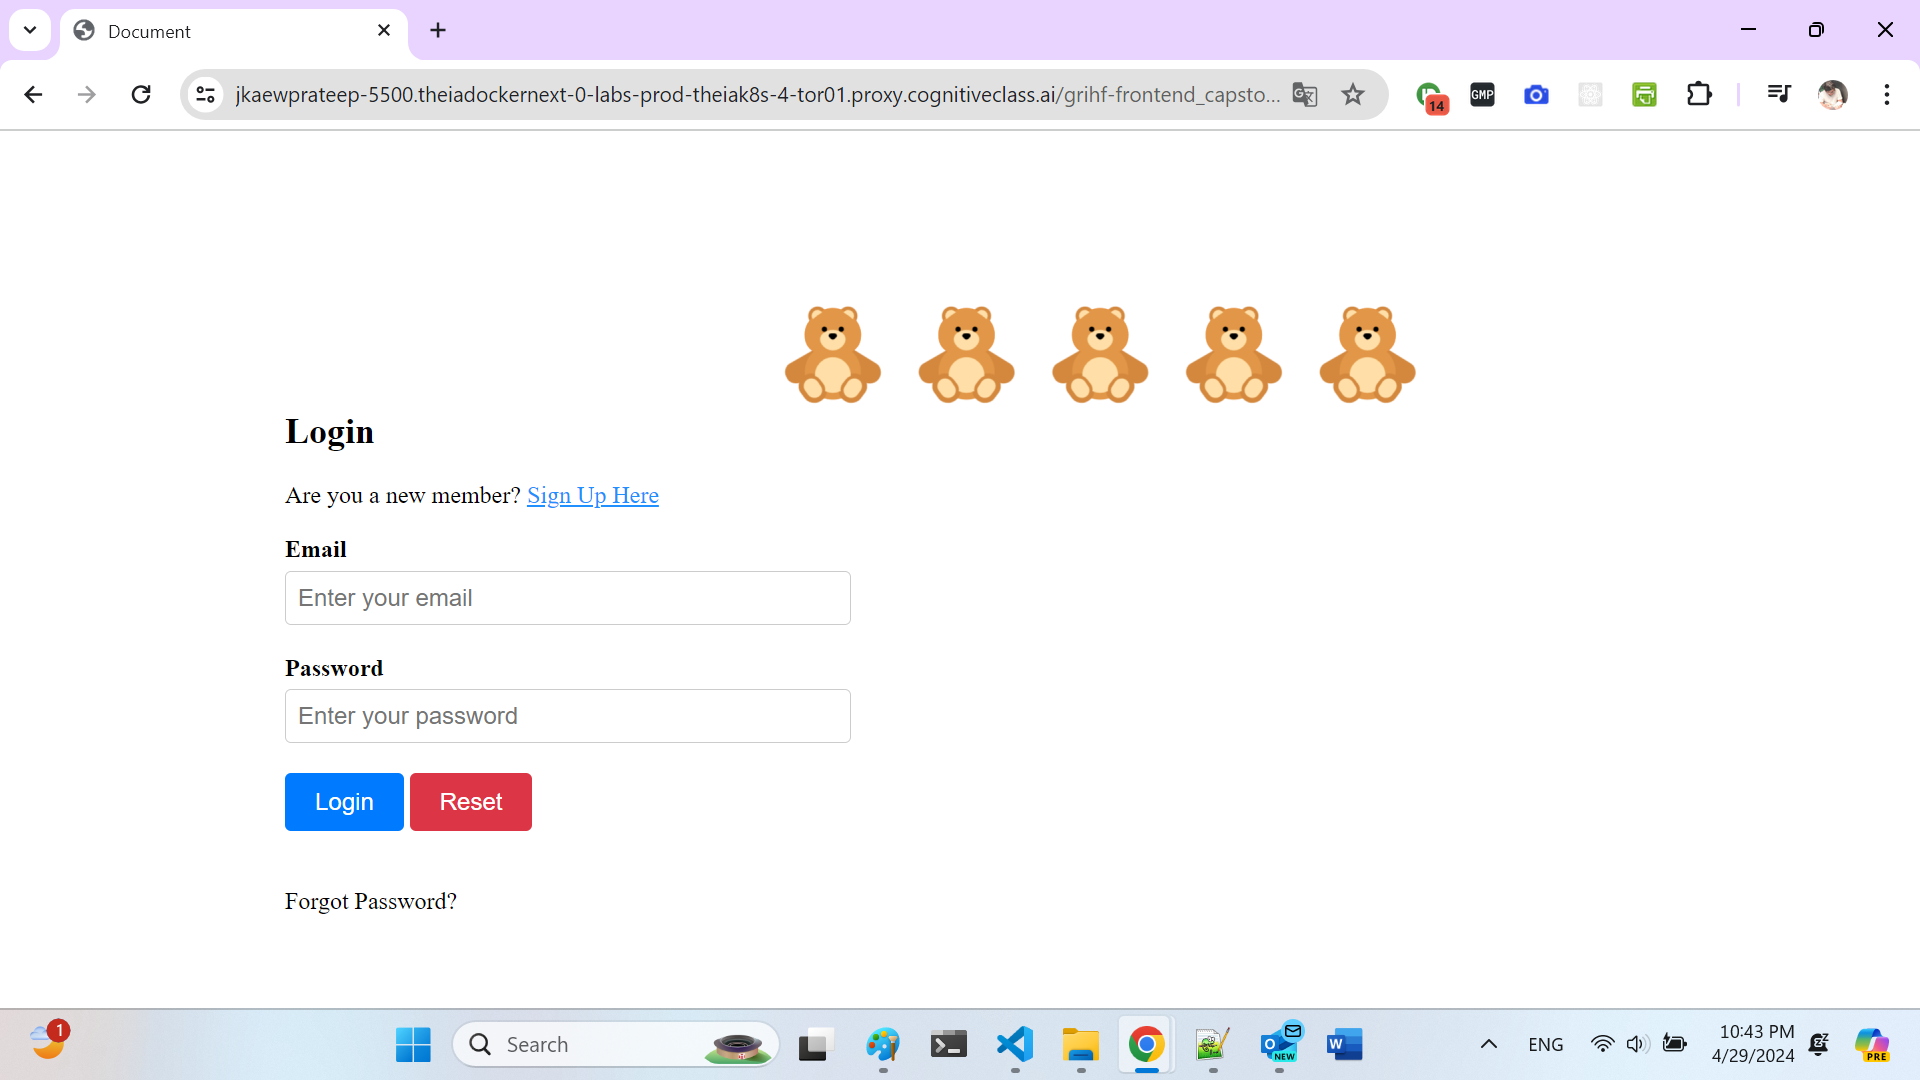 Document
jkaewprateep-5500.theiadockernext-0-labs-prod-theiak8s-4-tor01.proxy.cognitiveclass.ai/grihf-frontend_capsto...
14
GMP
Login
Are you a new member? Sign Up Here
Email
Enter your email
Password
Enter your password
Login Reset
Forgot Password?
1
Search
NEW
W
ENG
10:43 PM
4/29/2024
PRE